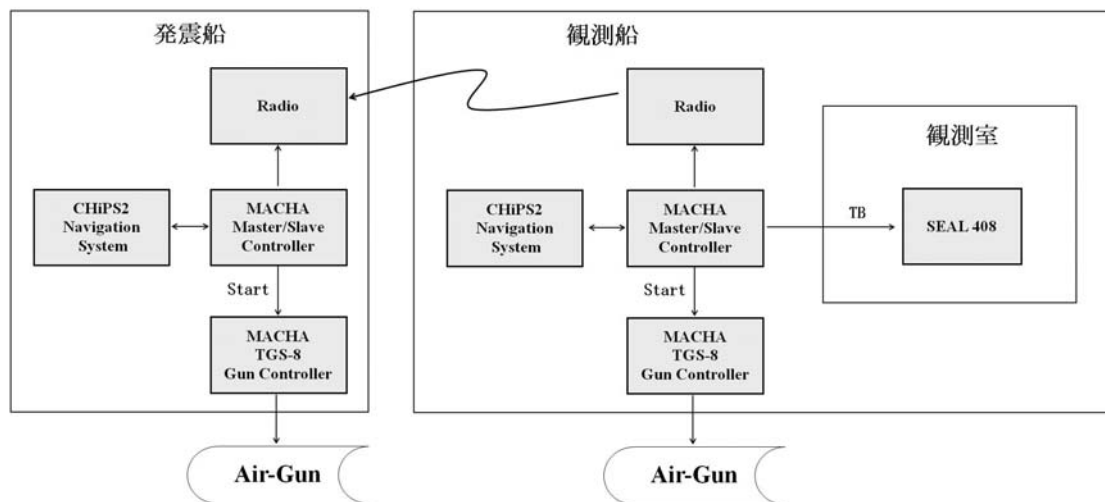 発震船
Radio
CHiPS2
Navigation
System
MACHA
Master/Slave
Controller
Start
MACHA
TGS-8
Gun Controller
Air-Gun
観測船
Radio
観測室
CHiPS2
Navigation
System
MACHA
Master/Slave
Controller
TB
SEAL 408
Start
MACHA
TGS-8
Gun Controller
Air-Gun